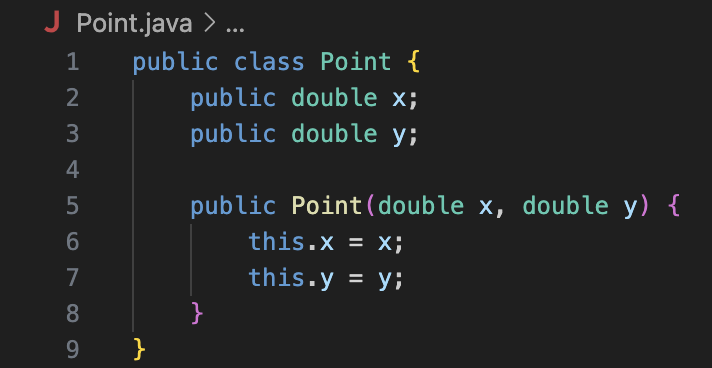 J Point.java > ...
1 public class Point {
2     public double x;
3     public double y;
4
5     public Point(double x, double y) {
6         this.x = x;
7         this.y = y;
8     }
9 }